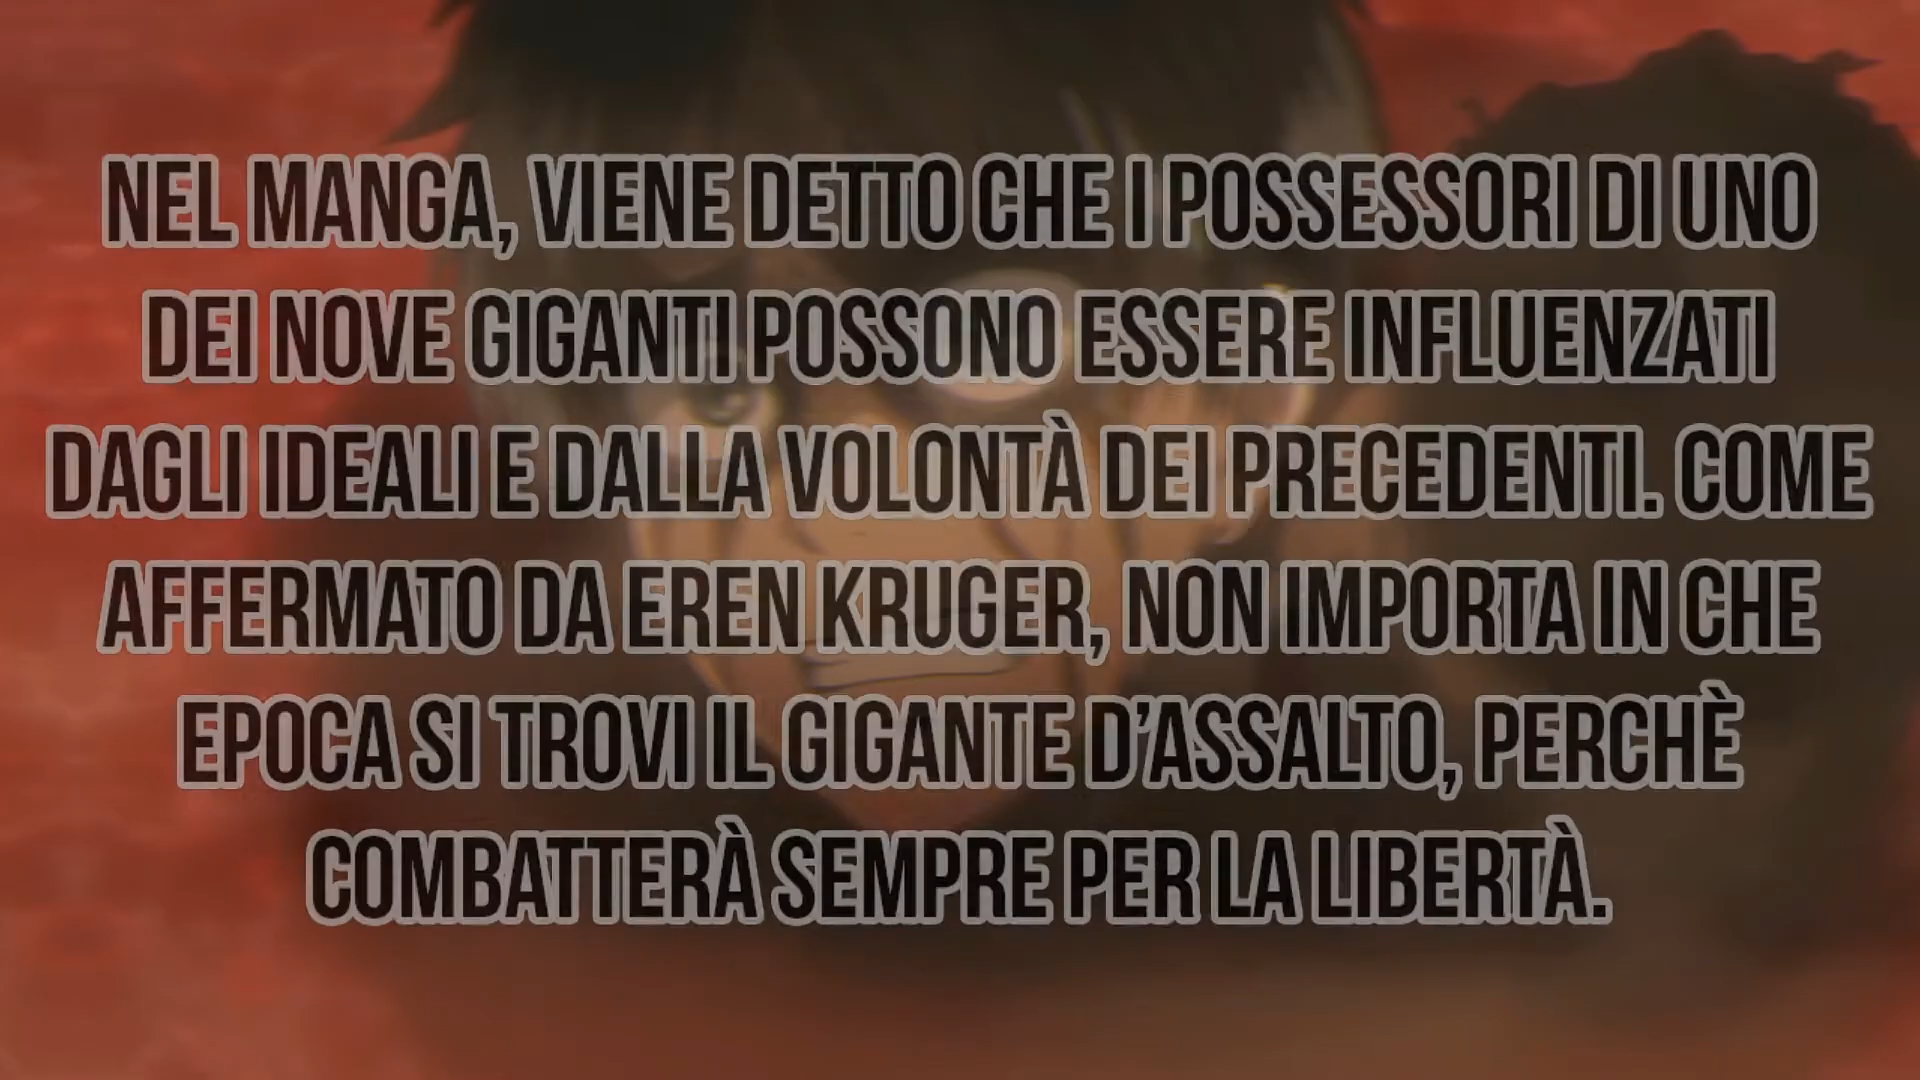 NEL MANGA, VIENE DETTO CHE I POSSESSORI DI UNO
DEI NOVE GIGANTI POSSONO ESSERE INFLUENZATI
DAGLI IDEALI E DALLA VOLONTÀ DEI PRECEDENTI. COME
AFFERMATO DA EREN KRUGER, NON IMPORTA IN CHE
EPOCA SI TROVI IL GIGANTE D'ASSALTO, PERCHÈ
COMBATTERÀ SEMPRE PER LA LIBERTÀ.